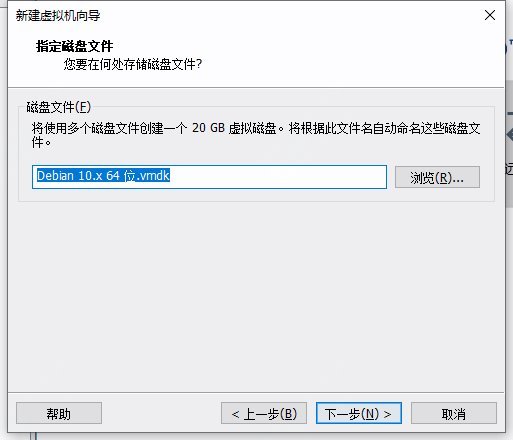 新建虚拟机向导
指定磁盘文件
您要在何处存储磁盘文件?
磁盘文件(F)
将使用多个磁盘文件创建一个 20 GB 虚拟磁盘。将根据此文件名自动命名这些磁盘文
件。
Debian 10.x 64 位.vmdk
浏览(R)...
帮助
< 上一步(B)
下一步(N) >
取消